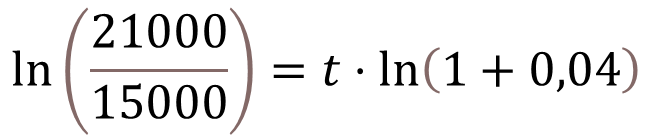 ln(21000/15000) = t · ln(1 + 0,04)